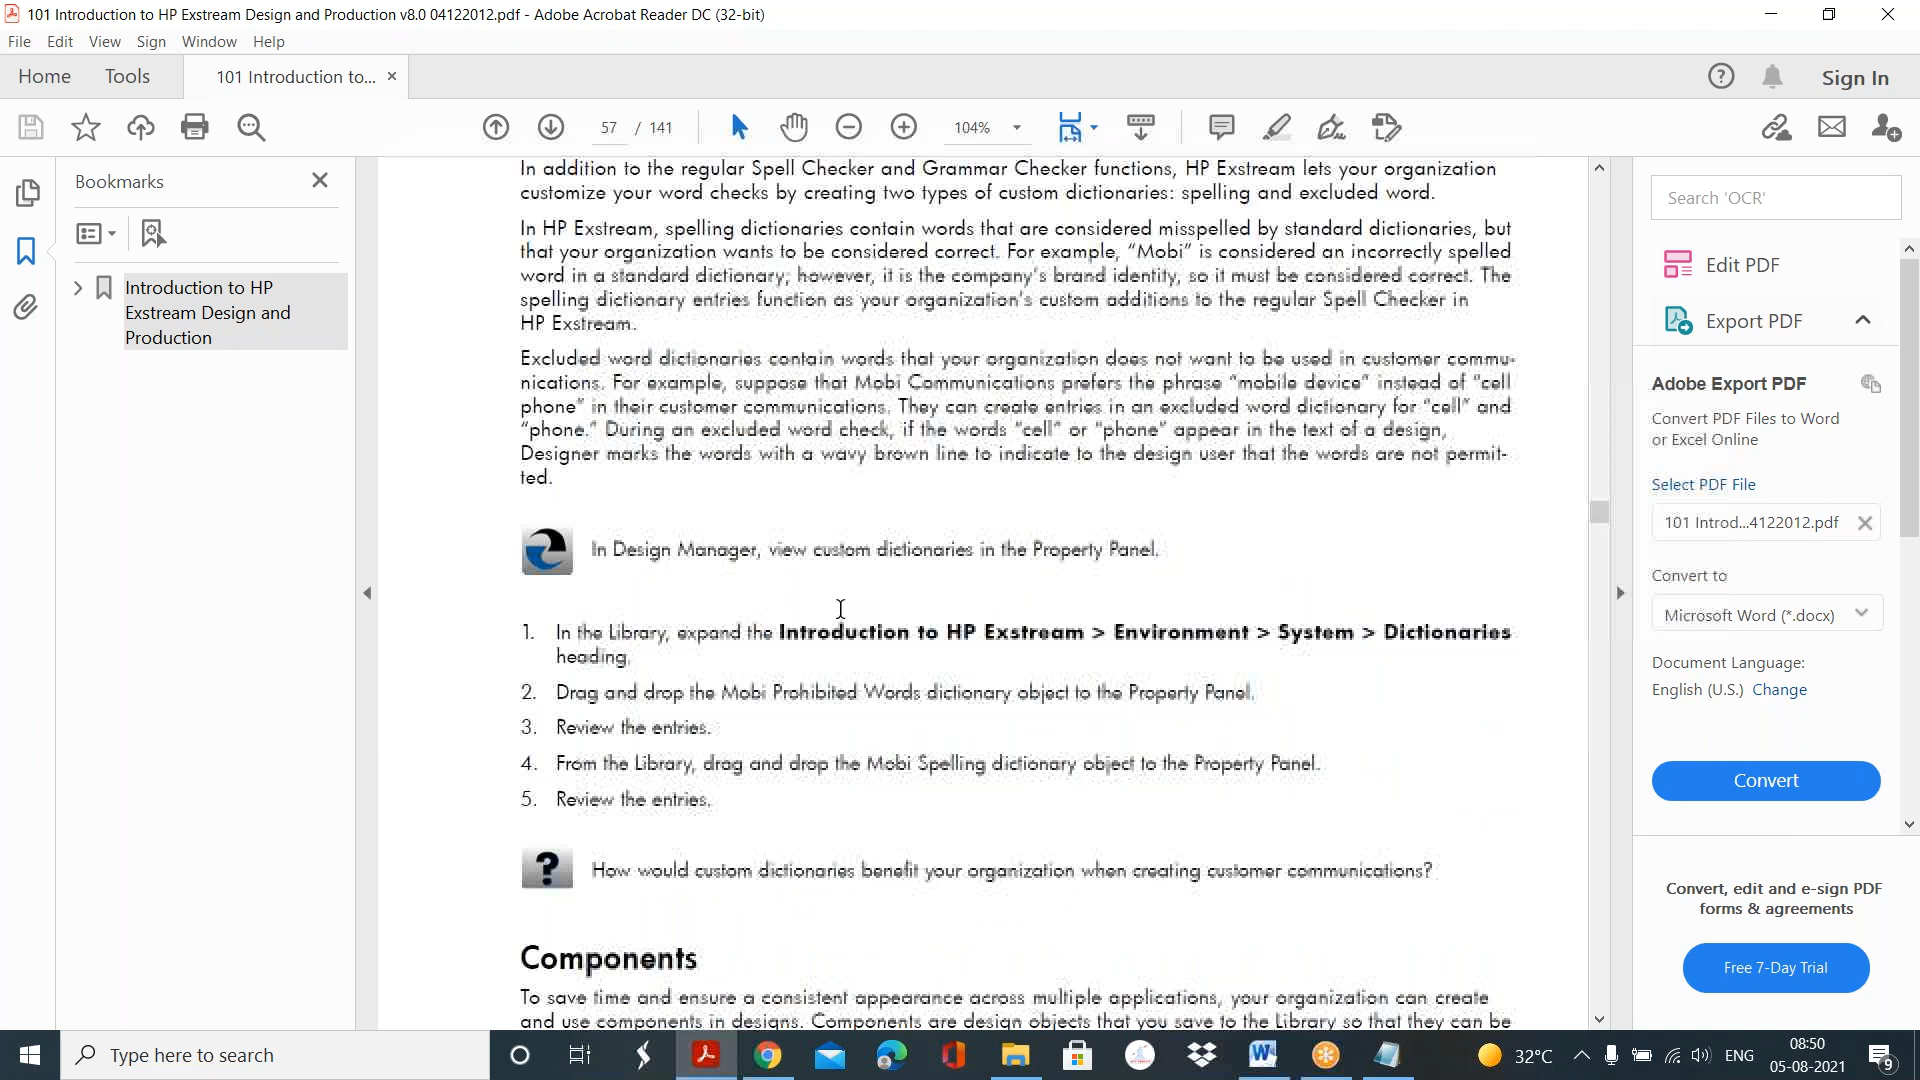 101 Introduction to HP Exstream Design and Production v8.0 04122012.pdf - Adobe Acrobat Reader DC (32-bit)
File Edit View Sign Window Help
Home Tools 101 Introduction to... ×
Sign In
57 / 141 104%
Bookmarks
Introduction to HP
Exstream Design and
Production
In addition to the regular Spell Checker and Grammar Checker functions, HP Exstream lets your organization
customize your word checks by creating two types of custom dictionaries: spelling and excluded word.
In HP Exstream, spelling dictionaries contain words that are considered misspelled by standard dictionaries, but
that your organization wants to be considered correct. For example, “Mobi” is considered an incorrectly spelled
word in a standard dictionary; however, it is the company’s brand identity, so it must be considered correct. The
spelling dictionary entries function as your organization’s custom additions to the regular Spell Checker in
HP Exstream.
Excluded word dictionaries contain words that your organization does not want to be used in customer commu-
nications. For example, suppose that Mobi Communications prefers the phrase “mobile device” instead of “cell
phone” in their customer communications. They can create entries in an excluded word dictionary for “cell” and
“phone.” During an excluded word check, if the words “cell” or “phone” appear in the text of a design,
Designer marks the words with a wavy brown line to indicate to the design user that the words are not permit-
ted.
In Design Manager, view custom dictionaries in the Property Panel.
1. In the Library, expand the Introduction to HP Exstream > Environment > System > Dictionaries
heading.
2. Drag and drop the Mobi Prohibited Words dictionary object to the Property Panel.
3. Review the entries.
4. From the Library, drag and drop the Mobi Spelling dictionary object to the Property Panel.
5. Review the entries.
? How would custom dictionaries benefit your organization when creating customer communications?
Components
To save time and ensure a consistent appearance across multiple applications, your organization can create
and use components in designs. Components are design objects that you save to the Library so that they can be
Search 'OCR'
Edit PDF
Export PDF
Adobe Export PDF
Convert PDF Files to Word
or Excel Online
Select PDF File
101 Introd...4122012.pdf
Convert to
Microsoft Word (*.docx)
Document Language:
English (U.S.) Change
Convert
Convert, edit and e-sign PDF
forms & agreements
Free 7-Day Trial
Type here to search
32°C
ENG
08:50
05-08-2021
9